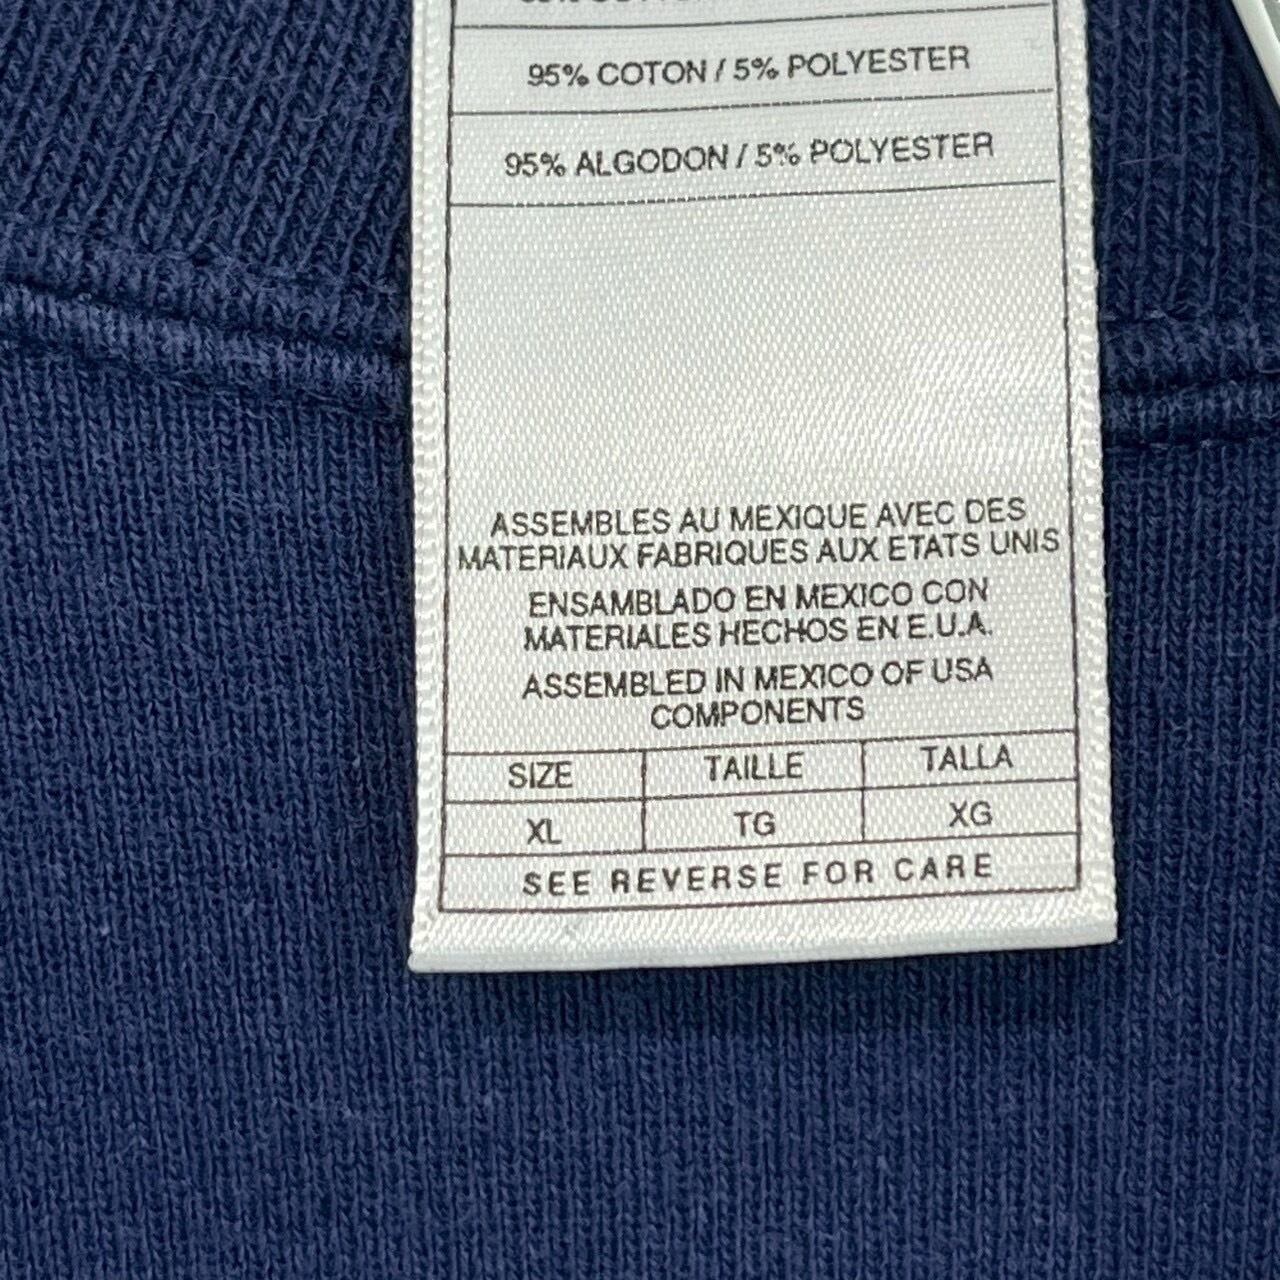 95% COTON / 5% POLYESTER
95% ALGODON / 5% POLYESTER
ASSEMBLES AU MEXIQUE AVEC DES
MATERIAUX FABRIQUES AUX ETATS UNIS
ENSAMBLADO EN MEXICO CON
MATERIALES HECHOS EN E.U.A.
ASSEMBLED IN MEXICO OF USA
COMPONENTS
SIZE TAILLE TALLA
XL TG XG
SEE REVERSE FOR CARE